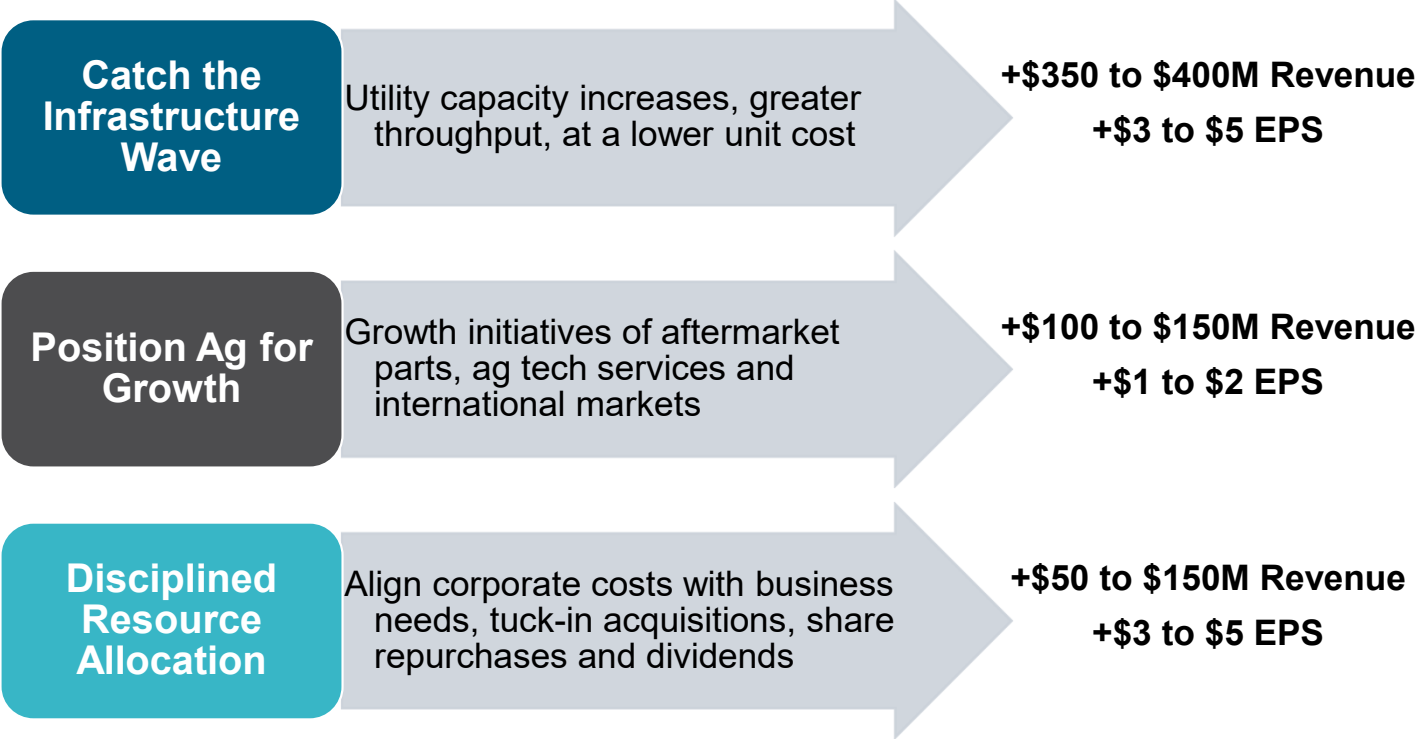 Catch the
Infrastructure
Wave
Utility capacity increases, greater
throughput, at a lower unit cost
+$350 to $400M Revenue
+$3 to $5 EPS
Position Ag for
Growth
Growth initiatives of aftermarket
parts, ag tech services and
international markets
+$100 to $150M Revenue
+$1 to $2 EPS
Disciplined
Resource
Allocation
Align corporate costs with business
needs, tuck-in acquisitions, share
repurchases and dividends
+$50 to $150M Revenue
+$3 to $5 EPS